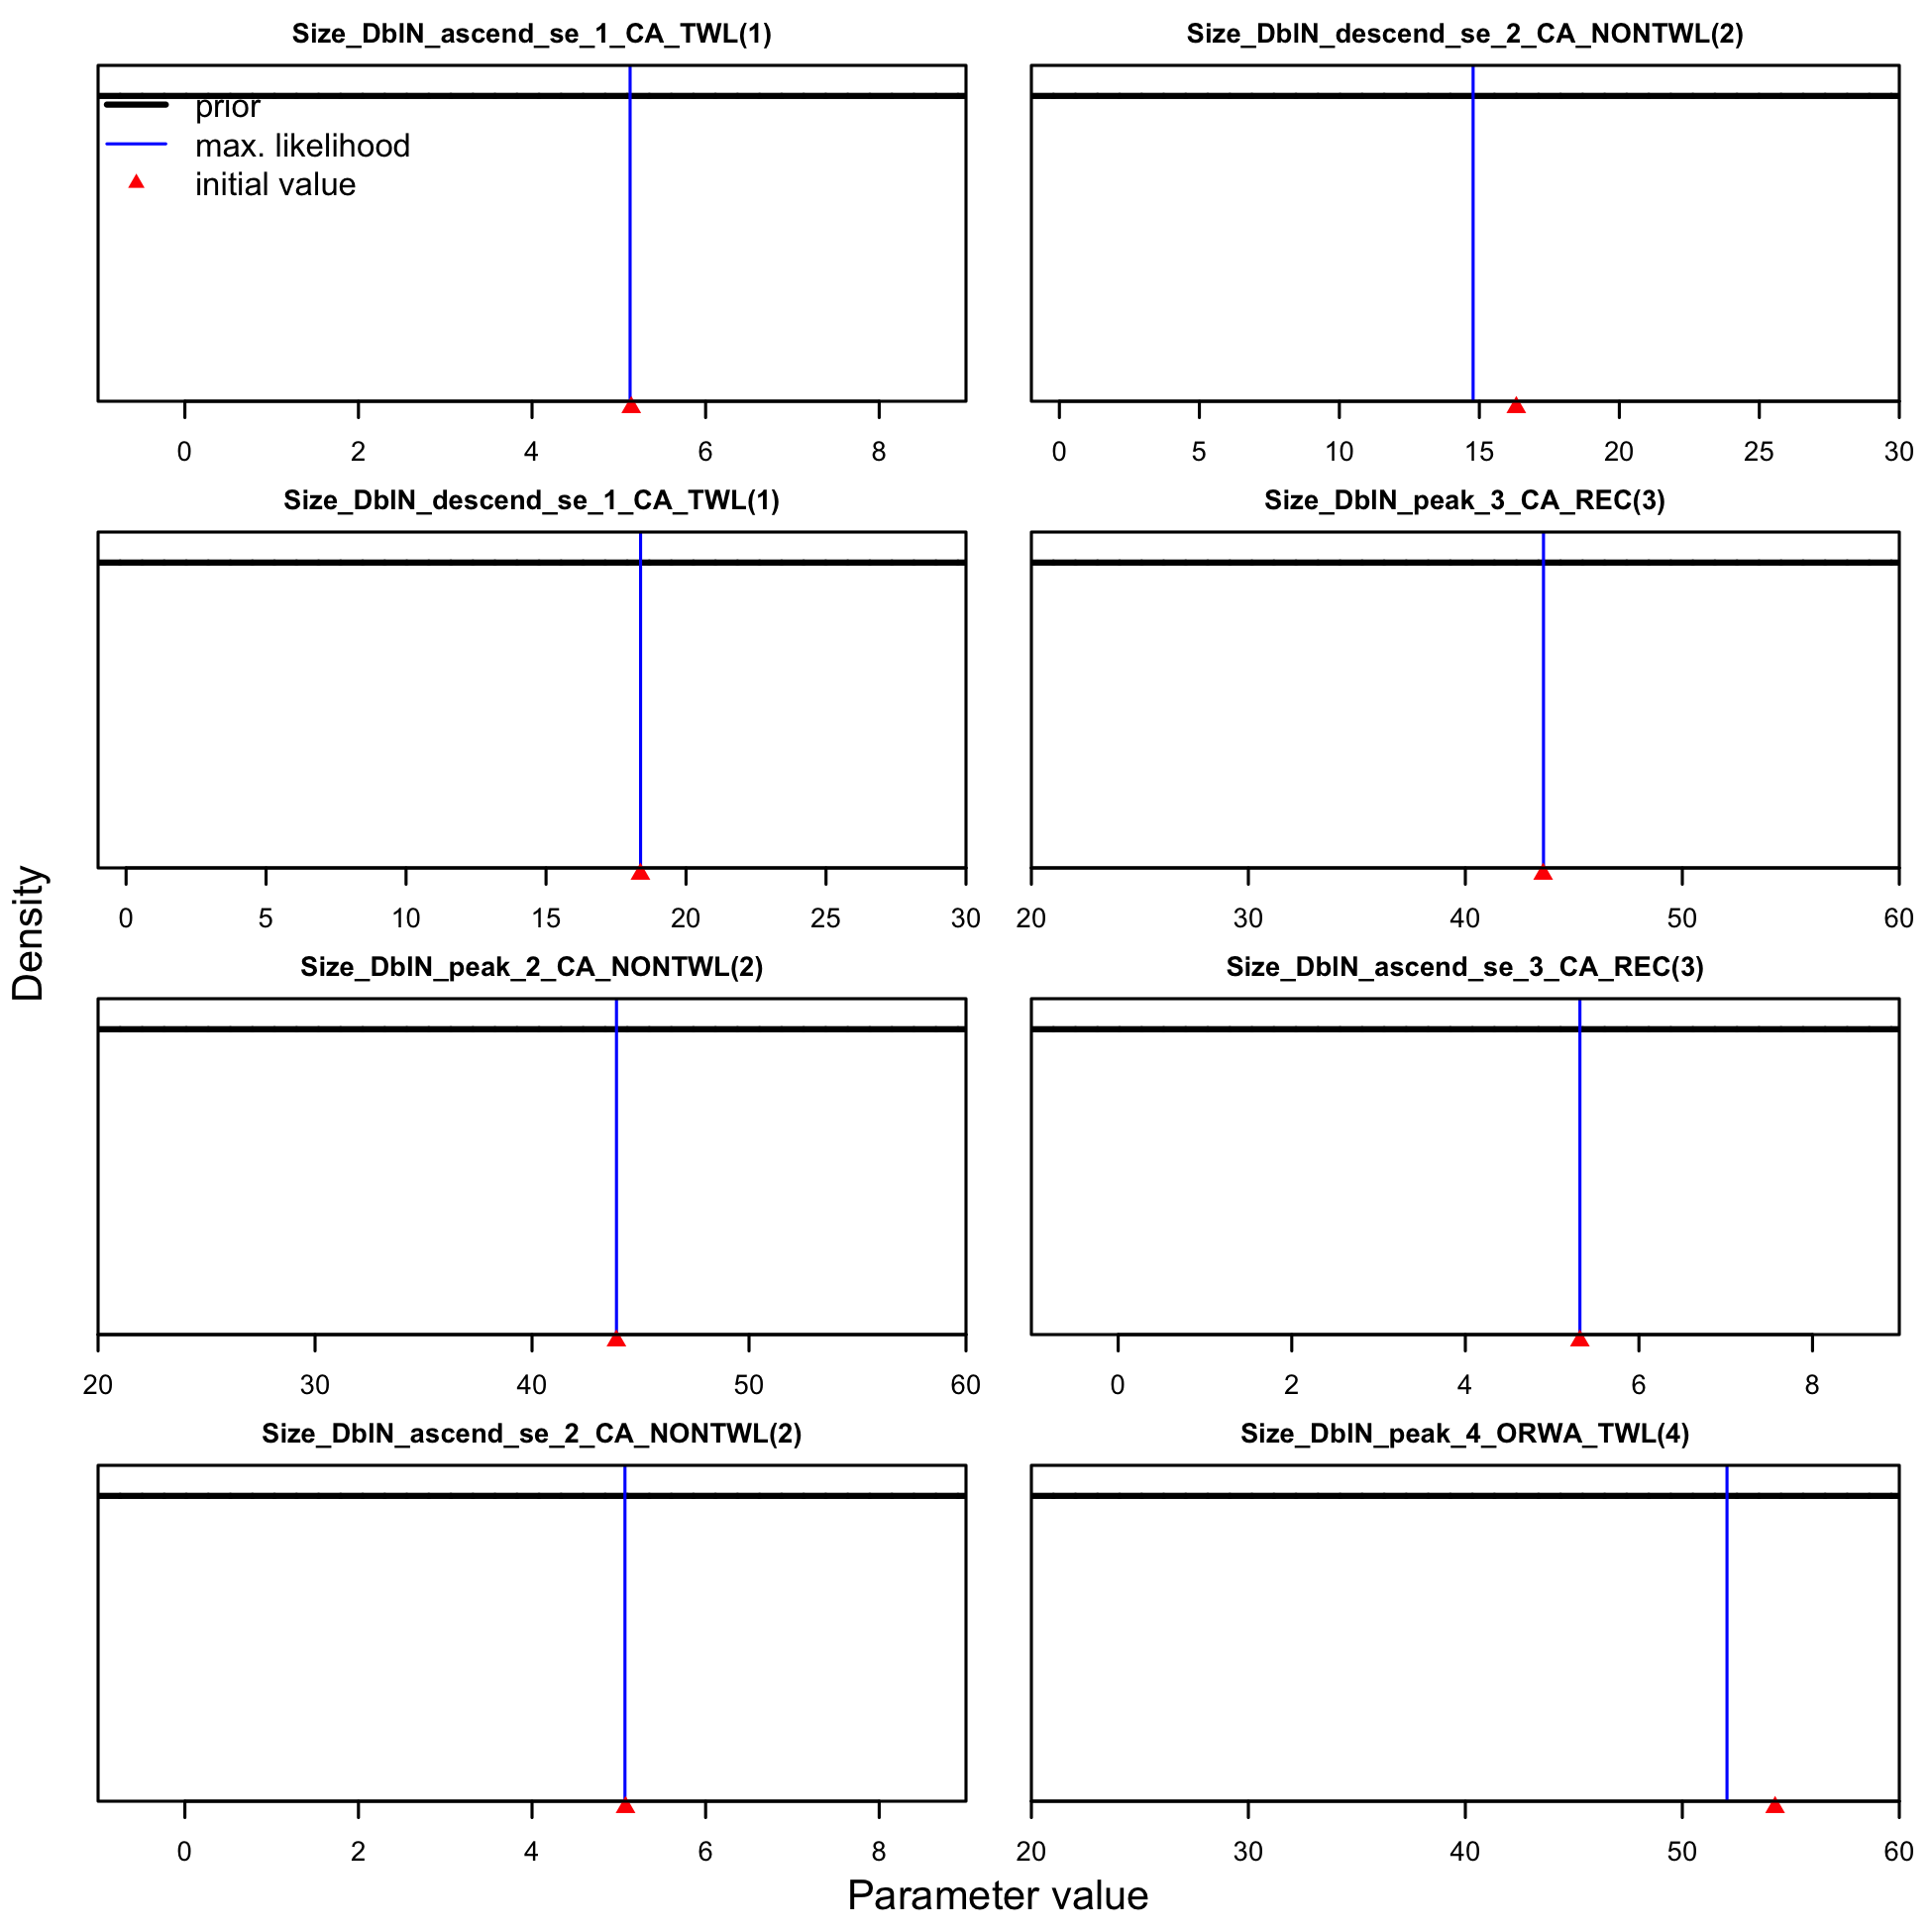 Size_DblN_ascend_se_1_CA_TWL(1)
prior
max. likelihood
initial value
0 2 4 6 8
Size_DblN_descend_se_2_CA_NONTWL(2)
0 5 10 15 20 25 30
Size_DblN_descend_se_1_CA_TWL(1)
0 5 10 15 20 25 30
Size_DblN_peak_3_CA_REC(3)
20 30 40 50 60
Size_DblN_peak_2_CA_NONTWL(2)
20 30 40 50 60
Size_DblN_ascend_se_3_CA_REC(3)
0 2 4 6 8
Size_DblN_ascend_se_2_CA_NONTWL(2)
0 2 4 6 8
Size_DblN_peak_4_ORWA_TWL(4)
20 30 40 50 60
Density
Parameter value